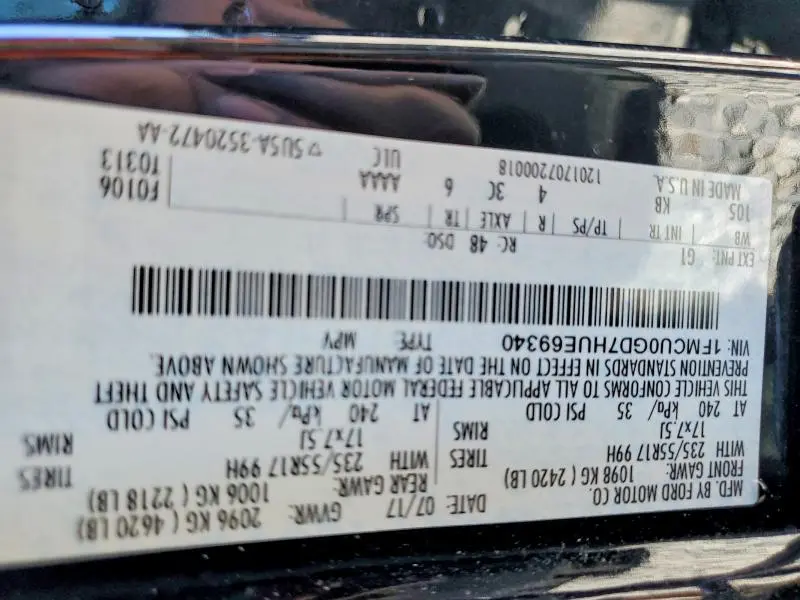 MFD. BY FORD MOTOR CO.
DATE: 07/17 GVWR: 2096 KG ( 4620 LB)
FRONT GAWR: 1098 KG ( 2420 LB) REAR GAWR: 1006 KG ( 2218 LB)
WITH 235/55R17 99H TIRES WITH 235/55R17 99H TIRES
17x7.5J RIMS 17x7.5J RIMS
AT 240 kPa/ 35 PSI COLD AT 240 kPa/ 35 PSI COLD
THIS VEHICLE CONFORMS TO ALL APPLICABLE FEDERAL MOTOR VEHICLE SAFETY AND THEFT
PREVENTION STANDARDS IN EFFECT ON THE DATE OF MANUFACTURE SHOWN ABOVE.
VIN: 1FMCU0GD7HUE69340 TYPE: MPV
EXT PNT: G1 RC: 48 DSO:
WB INT TR TP/PS R AXLE TR SPR F0106
105 KB 4 3C 6 AAAA T0313
MADE IN U.S.A. 1201707200018 ULC
5U5A-3520472-AA